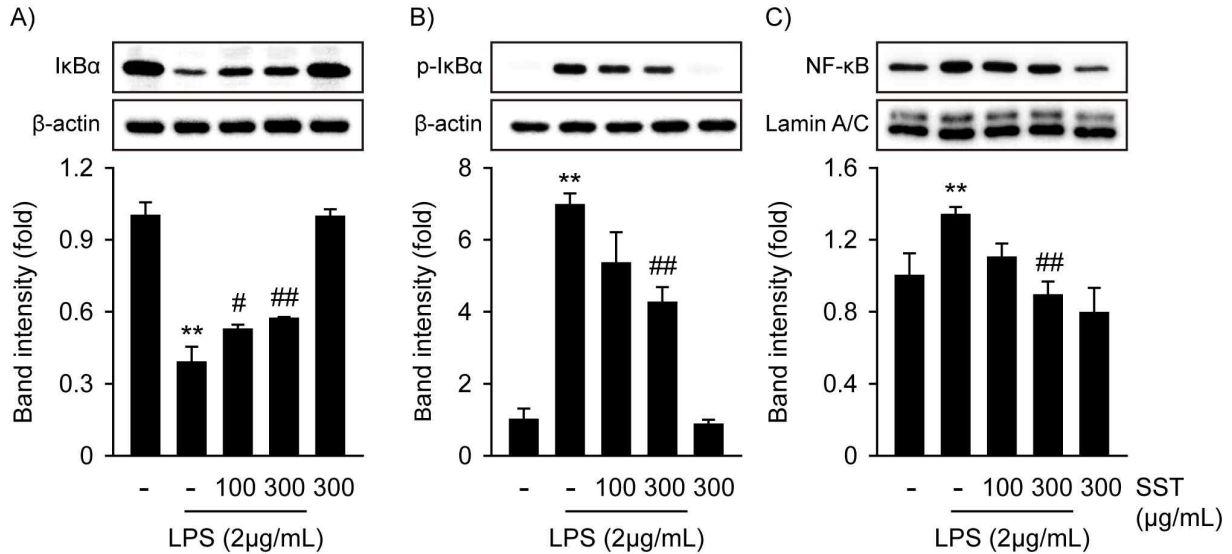 A)
IκBα
β-actin
Band intensity (fold)
1.2
0.9
0.6
0.3
0
**
#
##
- - 100 300 300
LPS (2μg/mL)
B)
p-IκBα
β-actin
Band intensity (fold)
8
6
4
2
0
**
##
- - 100 300 300
LPS (2μg/mL)
C)
NF-κB
Lamin A/C
Band intensity (fold)
1.6
1.2
0.8
0.4
0
**
##
- - 100 300 300 SST
(μg/mL)
LPS (2μg/mL)